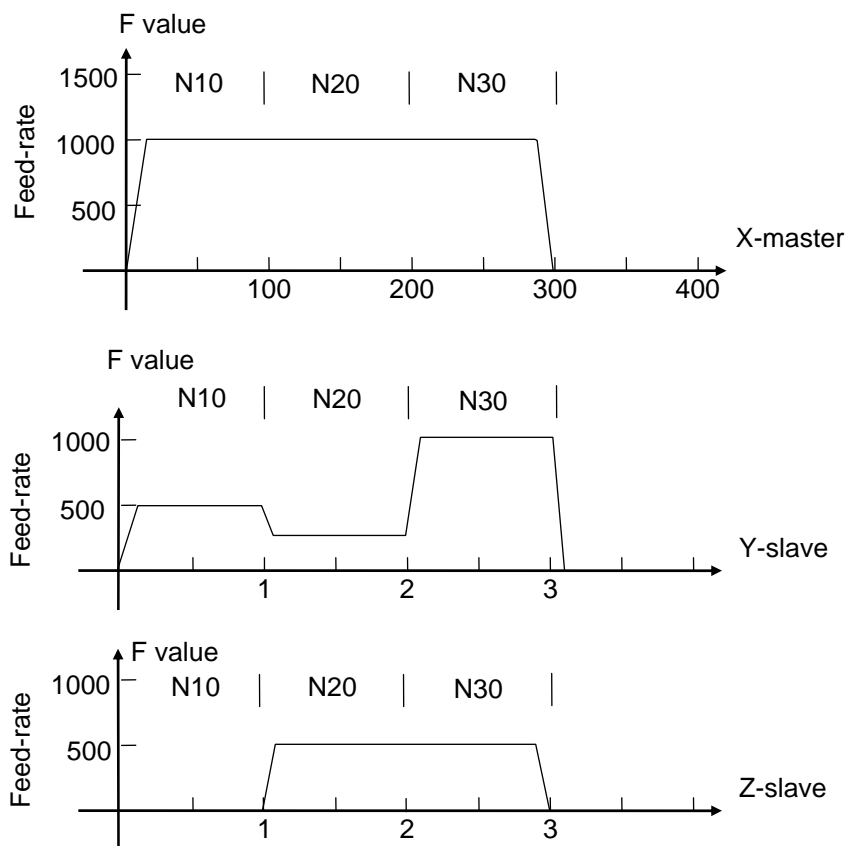 F value
1500
N10 | N20 | N30 |
1000
Feed-rate
500
X-master
100 200 300 400
F value
N10 | N20 | N30 |
1000
Feed-rate
500
Y-slave
1 2 3
F value
1000
N10 | N20 | N30 |
Feed-rate
500
Z-slave
1 2 3